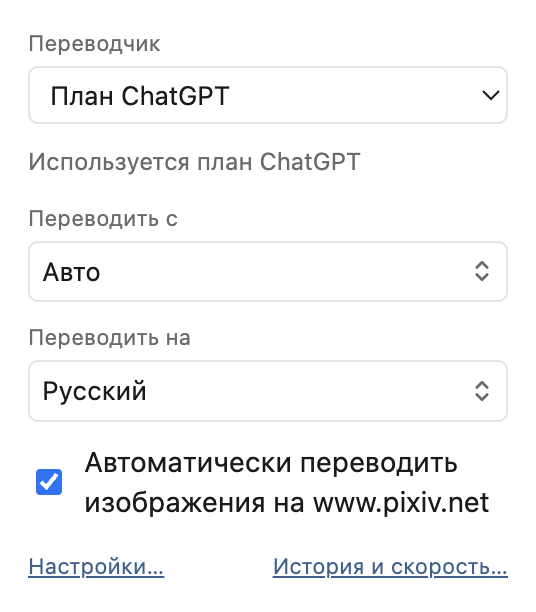 Переводчик
План ChatGPT
Используется план ChatGPT
Переводить с
Авто
Переводить на
Русский
Автоматически переводить
изображения на www.pixiv.net
Настройки...
История и скорость...